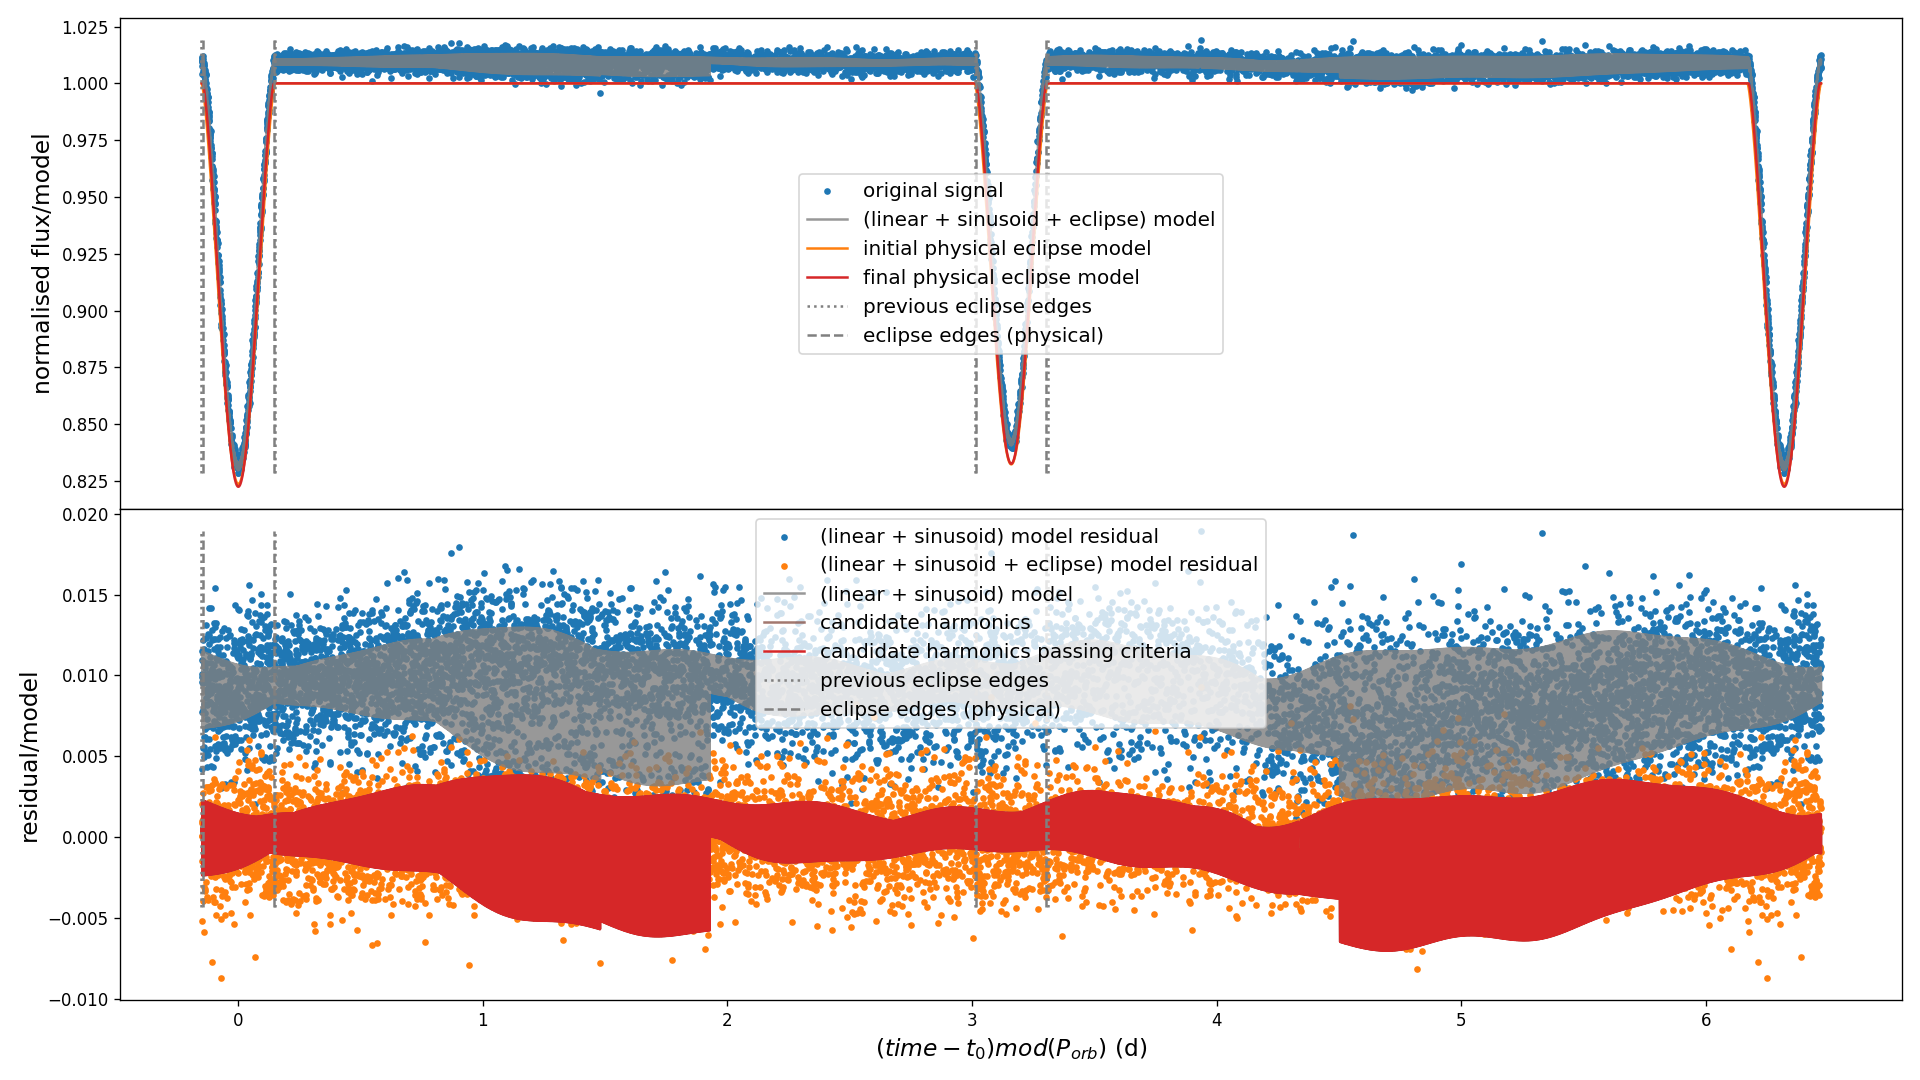 normalised flux/model
1.025
1.000
0.975
0.950
0.925
0.900
0.875
0.850
0.825
original signal
(linear + sinusoid + eclipse) model
initial physical eclipse model
final physical eclipse model
previous eclipse edges
eclipse edges (physical)
residual/model
0.020
0.015
0.010
0.005
0.000
−0.005
−0.010
(linear + sinusoid) model residual
(linear + sinusoid + eclipse) model residual
(linear + sinusoid) model
candidate harmonics
candidate harmonics passing criteria
previous eclipse edges
eclipse edges (physical)
0 1 2 3 4 5 6
(time − t₀)mod(P_orb) (d)